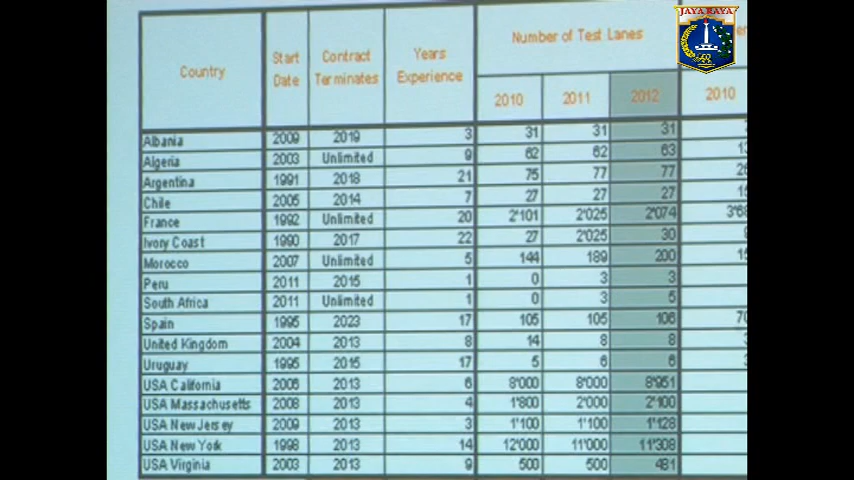 JAYA RAYA
Country Start Date Contract Terminates Years Experience Number of Test Lanes
2010 2011 2012 2010
Albania 2009 2019 3 31 31 31
Algeria 2003 Unlimited 9 62 62 63
Argentina 1991 2018 21 75 77 77
Chile 2005 2014 7 27 27 27
France 1992 Unlimited 20 2'101 2'025 2'074
Ivory Coast 1990 2017 22 27 2'025 30
Morocco 2007 Unlimited 5 144 189 200
Peru 2011 2015 1 0 3 3
South Africa 2011 Unlimited 1 0 3 5
Spain 1995 2023 17 105 105 106
United Kingdom 2004 2013 8 14 8 8
Uruguay 1995 2015 17 5 6 6
USA California 2006 2013 6 8'000 8'000 8'951
USA Massachusetts 2008 2013 4 1'800 2'000 2'100
USA New Jersey 2009 2013 3 1'100 1'100 1'128
USA New York 1998 2013 14 12'000 11'000 11'308
USA Virginia 2003 2013 9 500 500 481